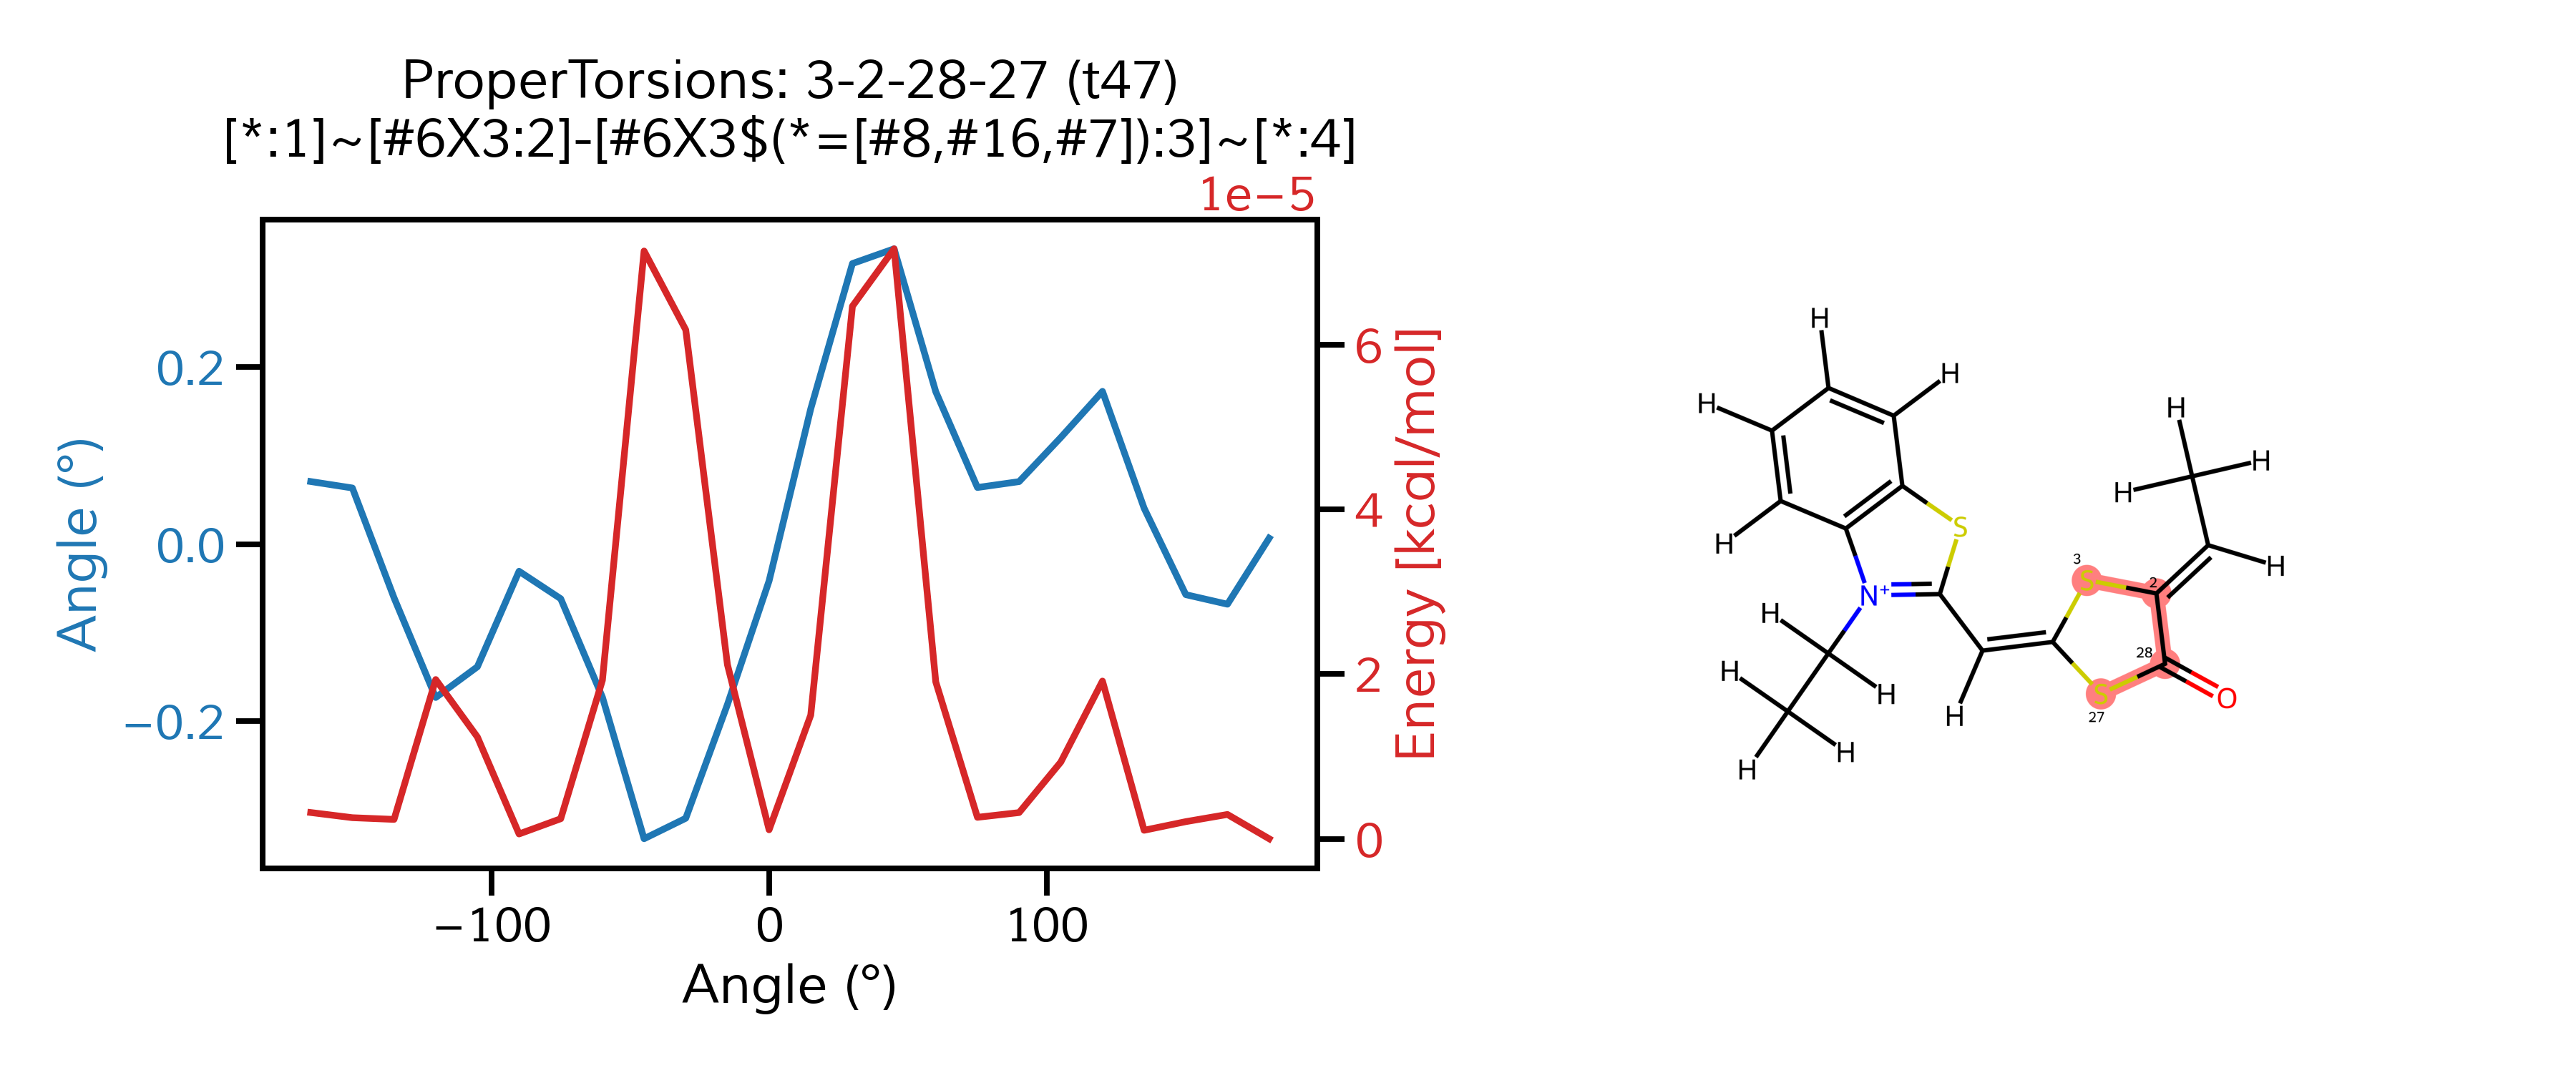 ProperTorsions: 3-2-28-27 (t47)
[*:1]~[#6X3:2]-[#6X3$(*=[#8,#16,#7]):3]~[*:4]
1e−5
Angle (°)
0.2
0.0
−0.2
6
4
2
0
Energy [kcal/mol]
−100
0
100
Angle (°)
H
H
H
H
H
H
H
H
H
S
3
S
2
N⁺
H
H
28
H
H
S
27
O
H
H
H